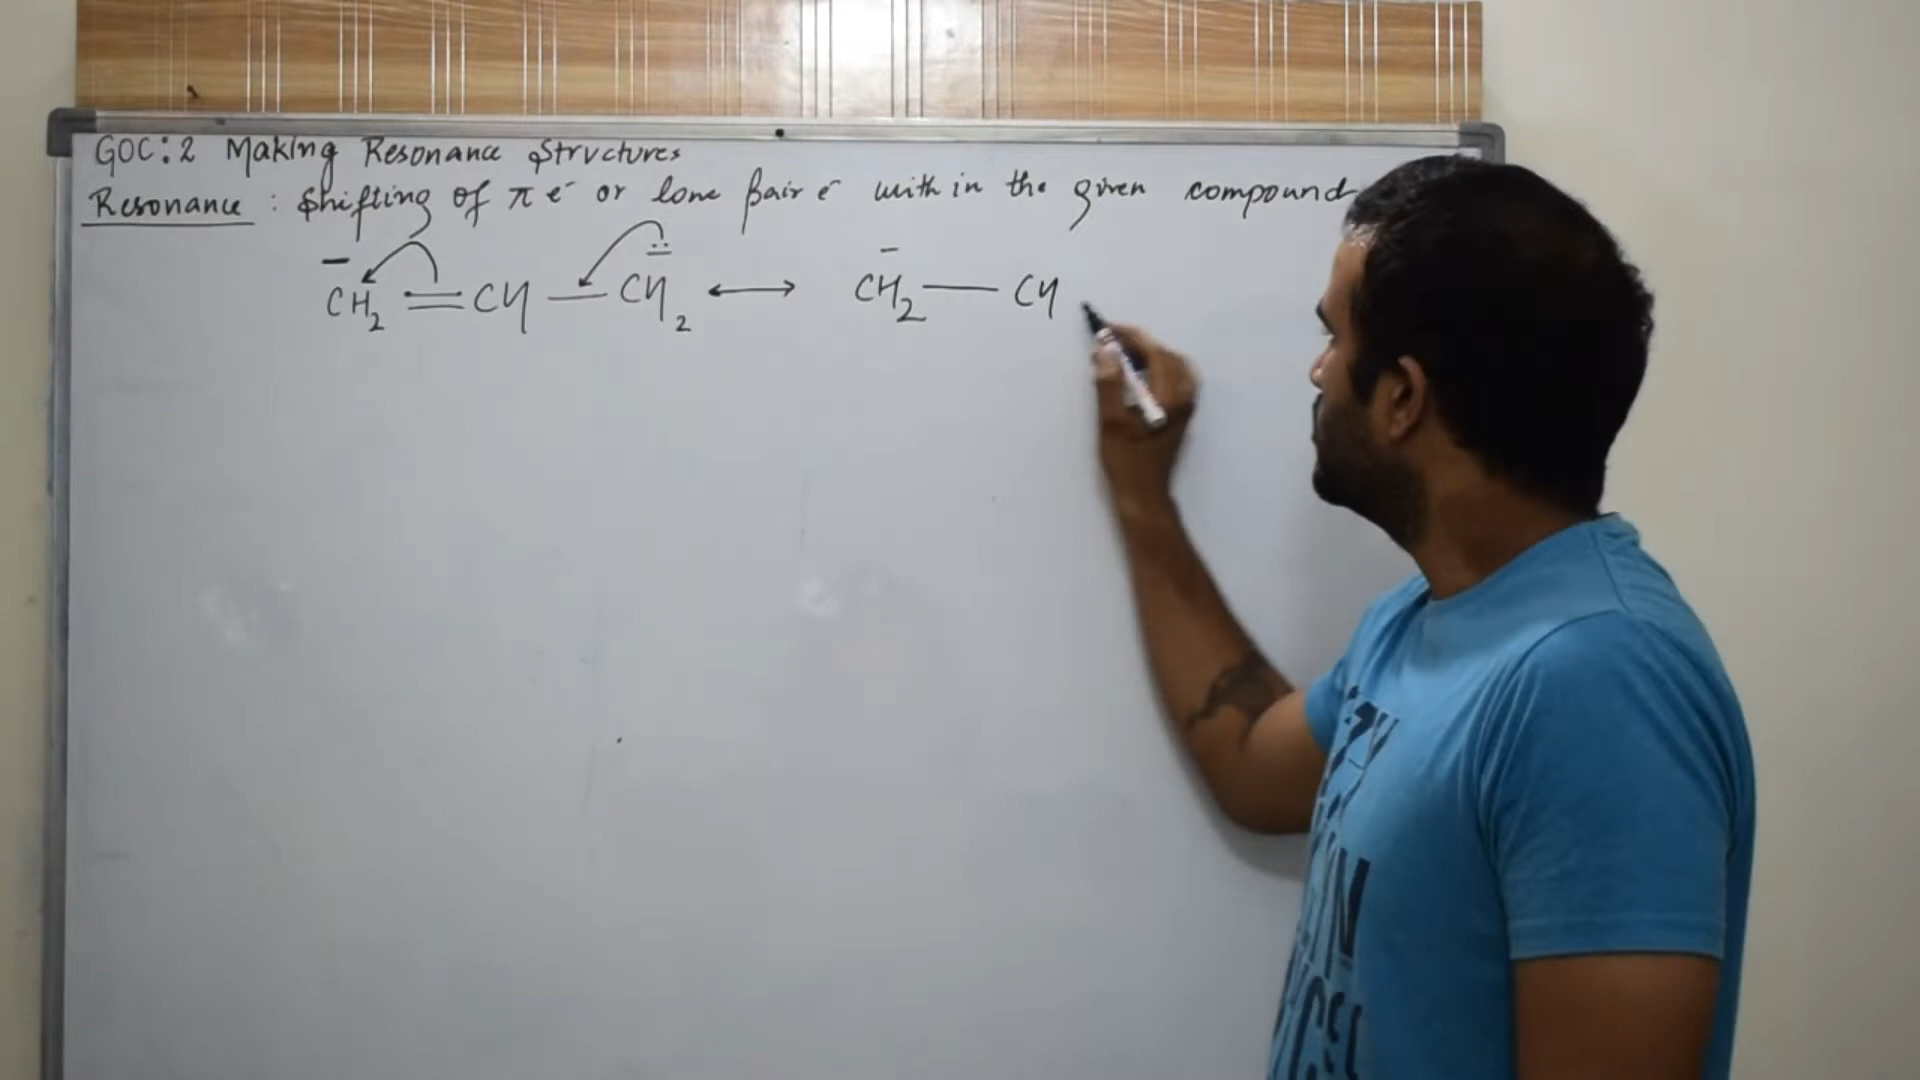 GOC:2 Making Resonance Structures
Resonance : Shifting of π e⁻ or lone pair e⁻ with in the given compound
CH₂ = CH — CH₂ ⟷ CH₂ — CH